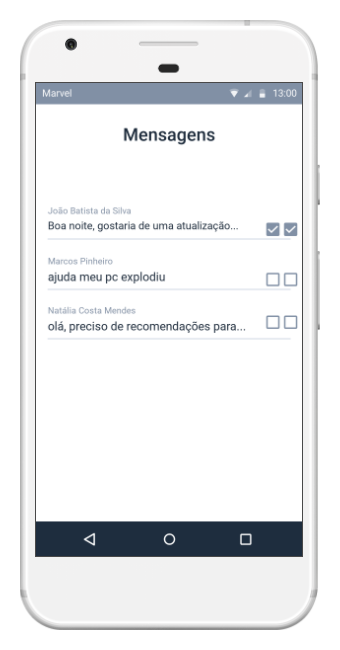 Marvel 13:00
Mensagens
João Batista da Silva
Boa noite, gostaria de uma atualização...
Marcos Pinheiro
ajuda meu pc explodiu
Natália Costa Mendes
olá, preciso de recomendações para...